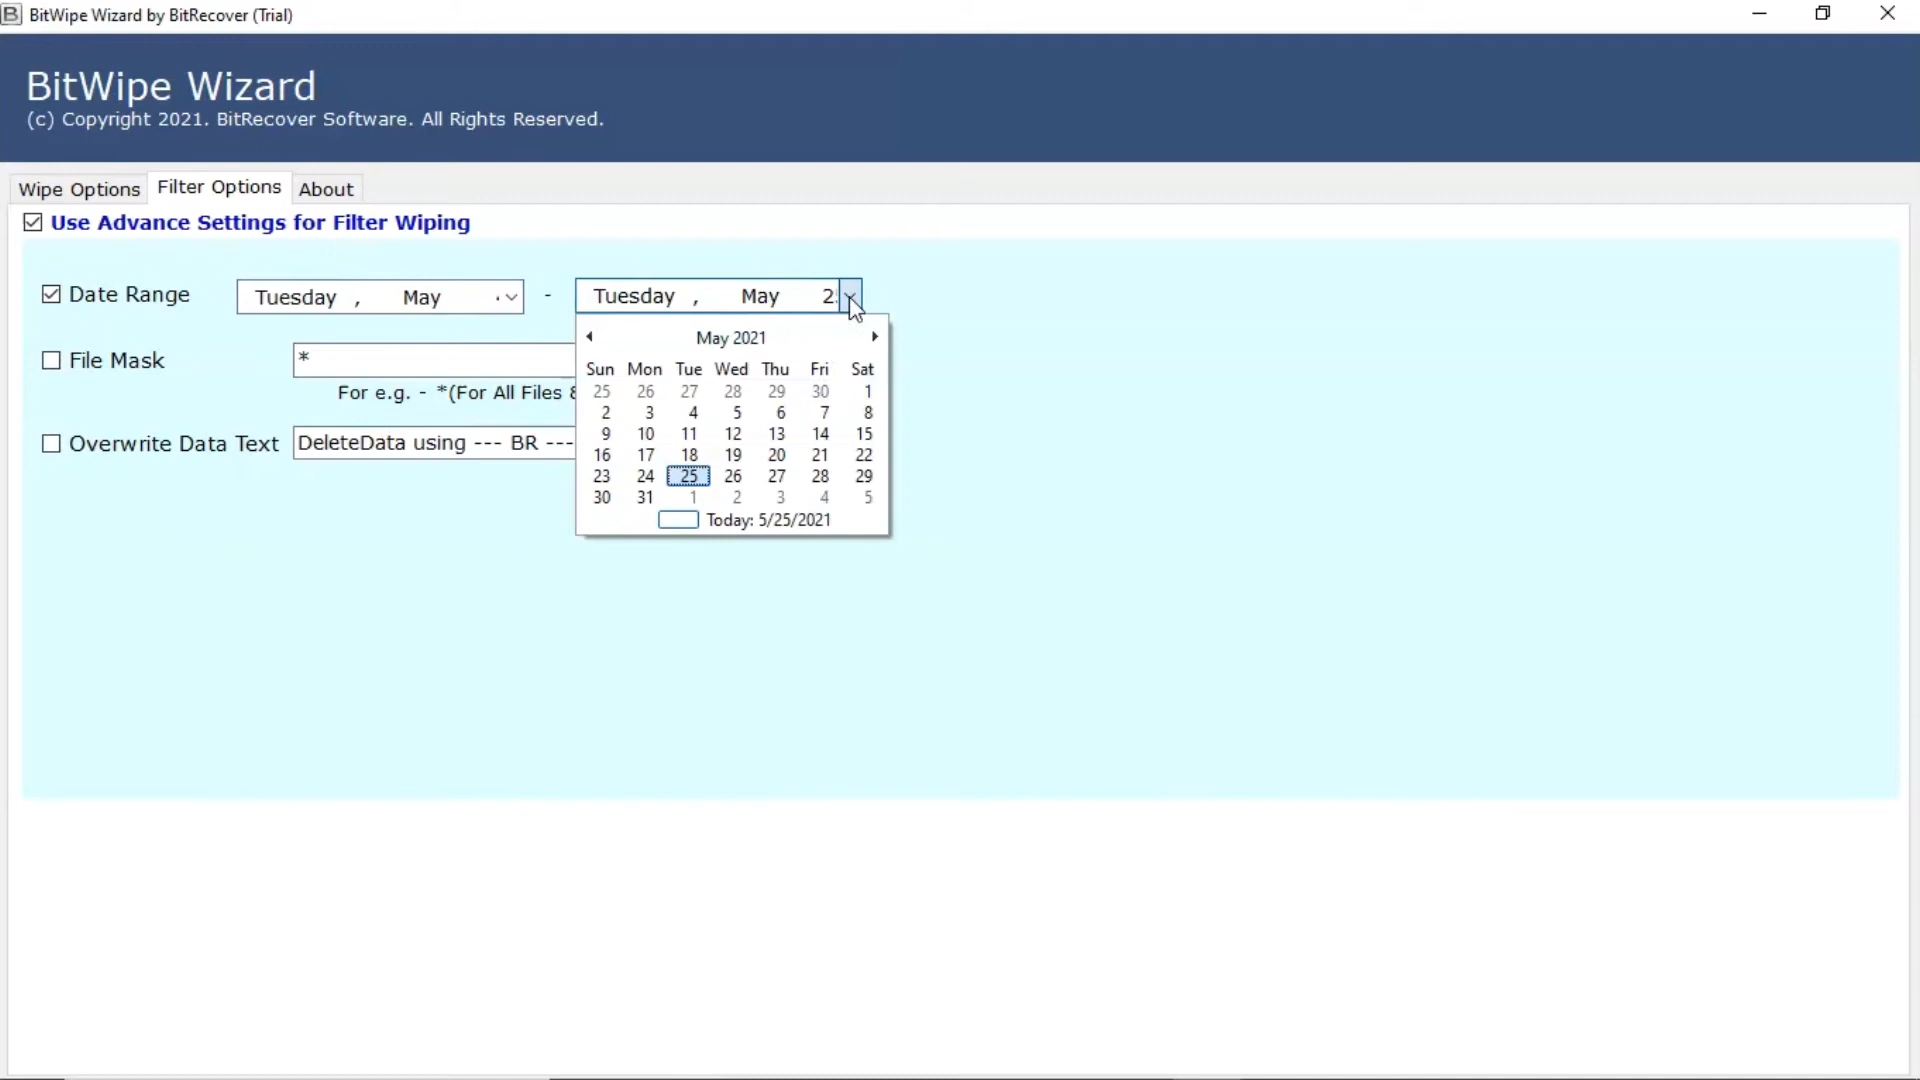 BitWipe Wizard by BitRecover (Trial)
BitWipe Wizard
(c) Copyright 2021. BitRecover Software. All Rights Reserved.
Wipe Options Filter Options About
Use Advance Settings for Filter Wiping
Date Range Tuesday , May - Tuesday , May 2
May 2021
Sun Mon Tue Wed Thu Fri Sat
25 26 27 28 29 30 1
2 3 4 5 6 7 8
9 10 11 12 13 14 15
16 17 18 19 20 21 22
23 24 25 26 27 28 29
30 31 1 2 3 4 5
Today: 5/25/2021
File Mask *
For e.g. - *(For All Files
Overwrite Data Text DeleteData using --- BR ---